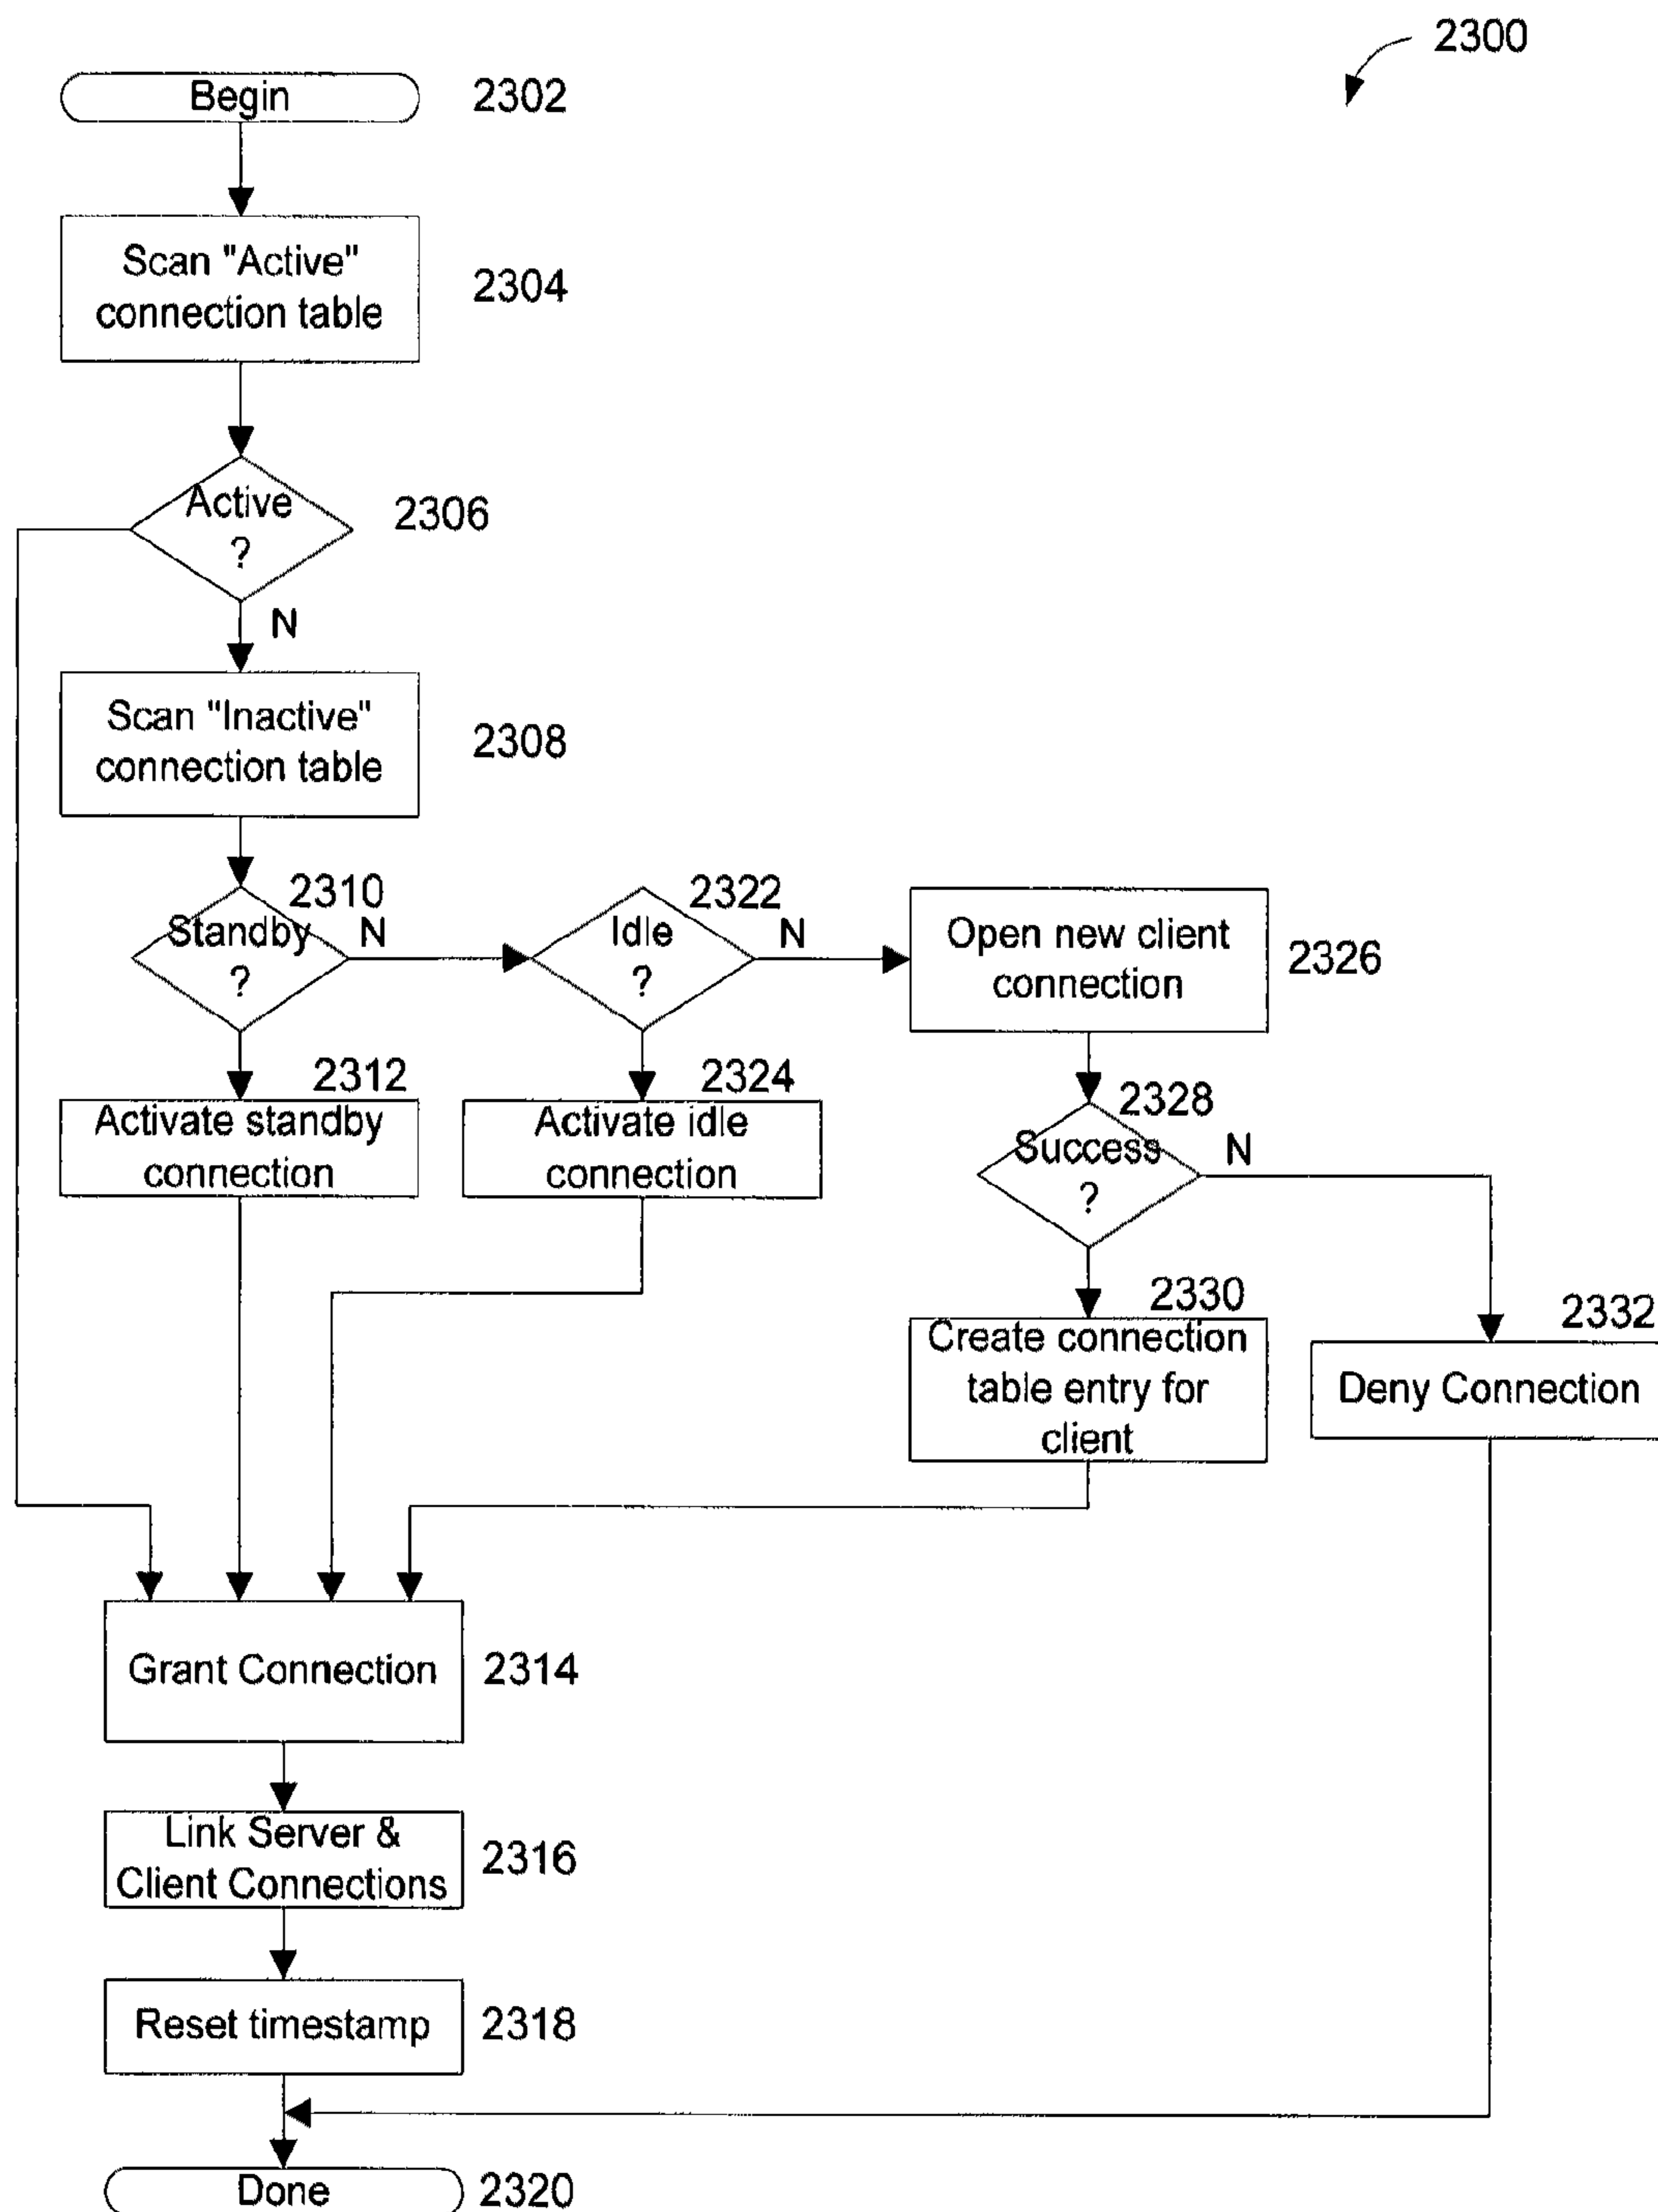 2300
Begin
2302
Scan "Active"
connection table
2304
Active
?
2306
N
Scan "Inactive"
connection table
2308
2310
Standby
?
N
2322
Idle
?
N
Open new client
connection
2326
2312
Activate standby
connection
2324
Activate idle
connection
2328
Success
?
N
2330
Create connection
table entry for
client
2332
Deny Connection
Grant Connection
2314
Link Server &
Client Connections
2316
Reset timestamp
2318
Done
2320